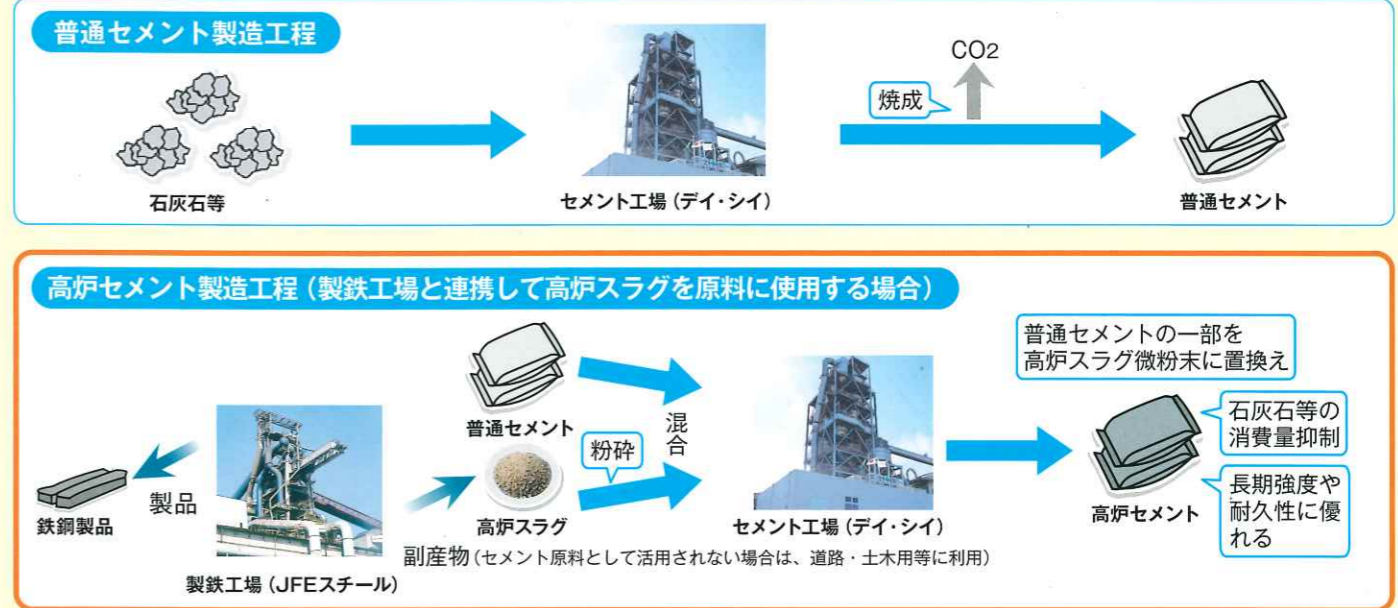 普通セメント製造工程
CO2
焼成
石灰石等
セメント工場（デイ・シイ）
普通セメント
高炉セメント製造工程（製鉄工場と連携して高炉スラグを原料に使用する場合）
普通セメントの一部を
高炉スラグ微粉末に置換え
普通セメント
混合
粉砕
石灰石等の
消費量抑制
製品
鉄鋼製品
高炉スラグ
セメント工場（デイ・シイ）
高炉セメント
長期強度や
耐久性に優
れる
副産物（セメント原料として活用されない場合は、道路・土木用等に利用）
製鉄工場（JFEスチール）